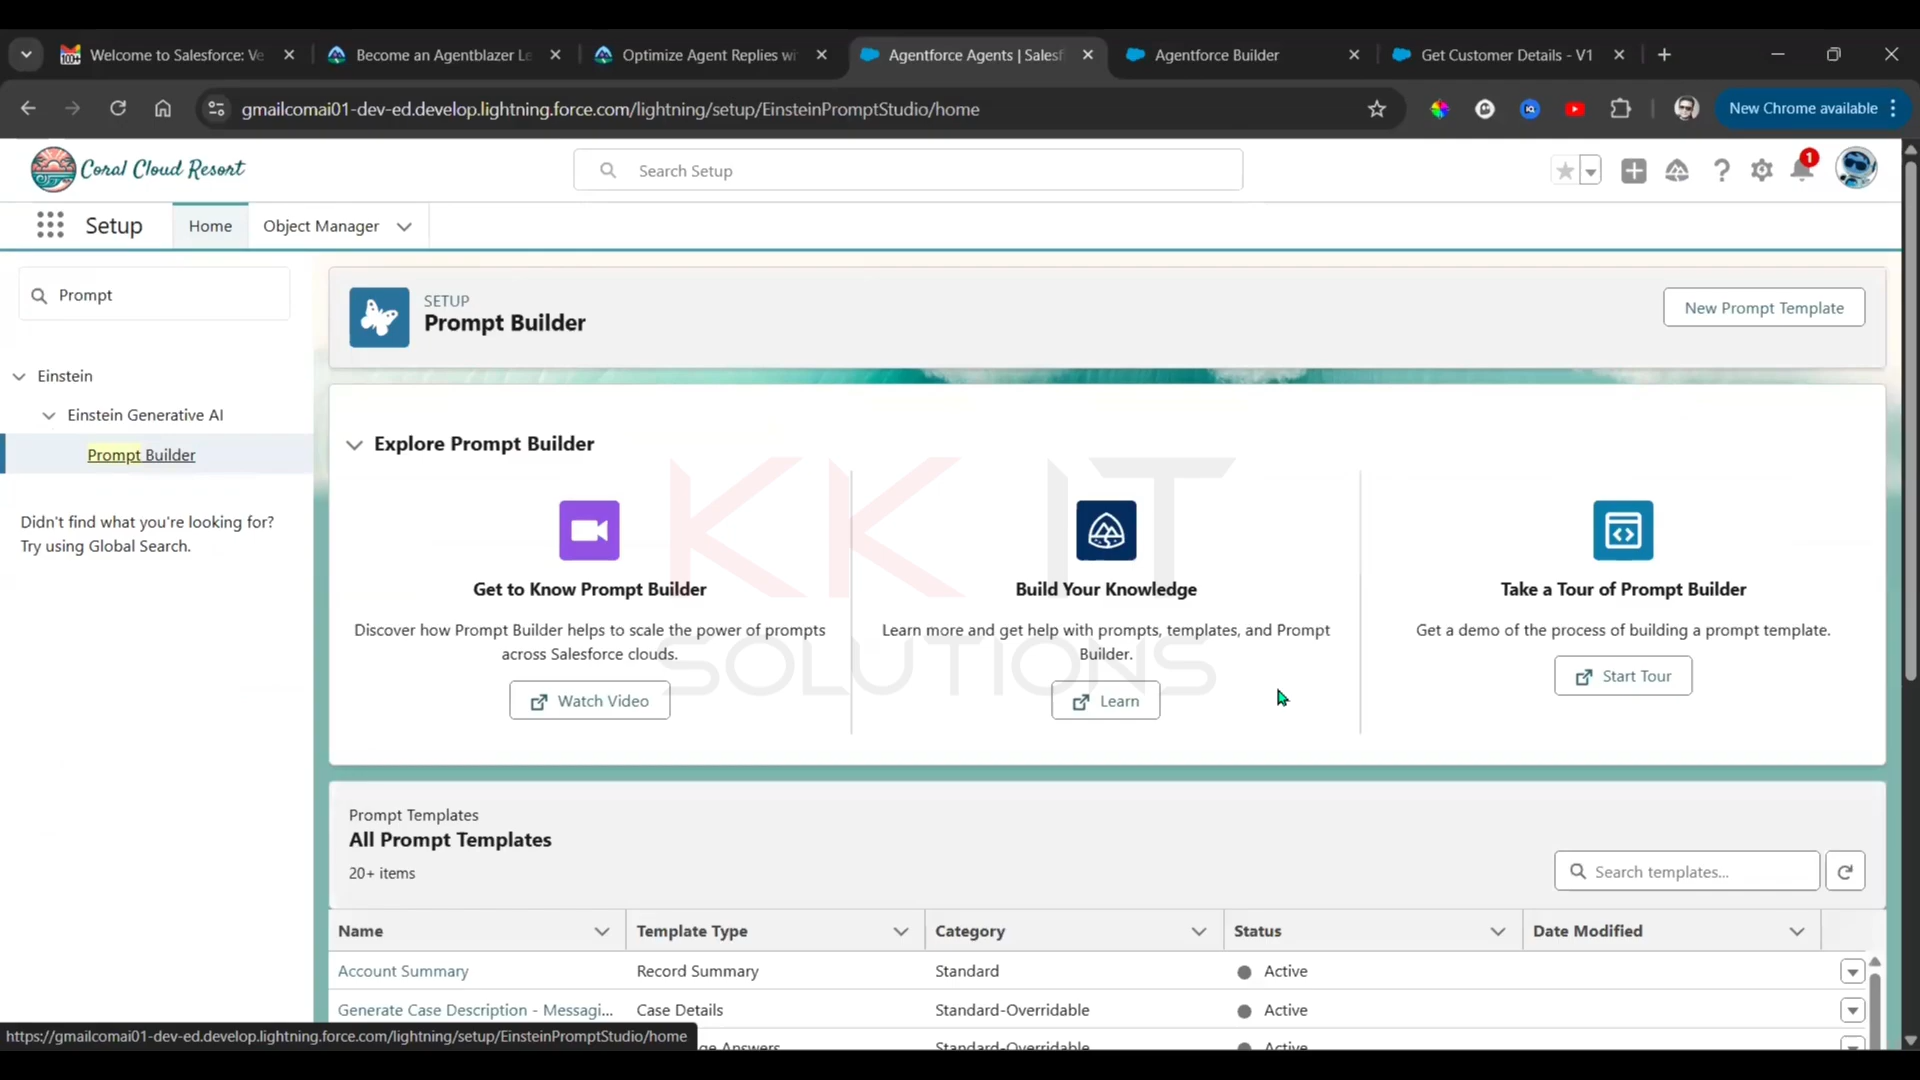 Welcome to Salesforce: Ve
Become an Agentblazer Le
Optimize Agent Replies wi
Agentforce Agents | Salesf
Agentforce Builder
Get Customer Details - V1
gmailcomai01-dev-ed.develop.lightning.force.com/lightning/setup/EinsteinPromptStudio/home
New Chrome available
Coral Cloud Resort
Search Setup
1
Setup
Home
Object Manager
Prompt
SETUP
Prompt Builder
New Prompt Template
Einstein
Einstein Generative AI
Prompt Builder
Didn't find what you're looking for?
Try using Global Search.
Explore Prompt Builder
KK IT
SOLUTIONS
Get to Know Prompt Builder
Discover how Prompt Builder helps to scale the power of prompts
across Salesforce clouds.
Watch Video
Build Your Knowledge
Learn more and get help with prompts, templates, and Prompt
Builder.
Learn
Take a Tour of Prompt Builder
Get a demo of the process of building a prompt template.
Start Tour
Prompt Templates
All Prompt Templates
20+ items
Search templates...
Name
Template Type
Category
Status
Date Modified
Account Summary
Record Summary
Standard
Active
Generate Case Description - Messagi...
Case Details
Standard-Overridable
Active
Answers
Standard-Overridable
Active
https://gmailcomai01-dev-ed.develop.lightning.force.com/lightning/setup/EinsteinPromptStudio/home